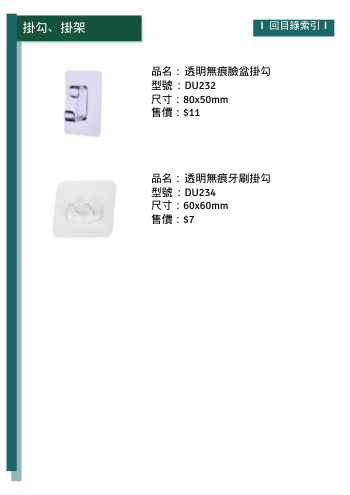 掛勾、掛架
I 回目錄索引 I
品名：透明無痕臉盆掛勾
型號：DU232
尺寸：80x50mm
售價：$11
品名：透明無痕牙刷掛勾
型號：DU234
尺寸：60x60mm
售價：$7